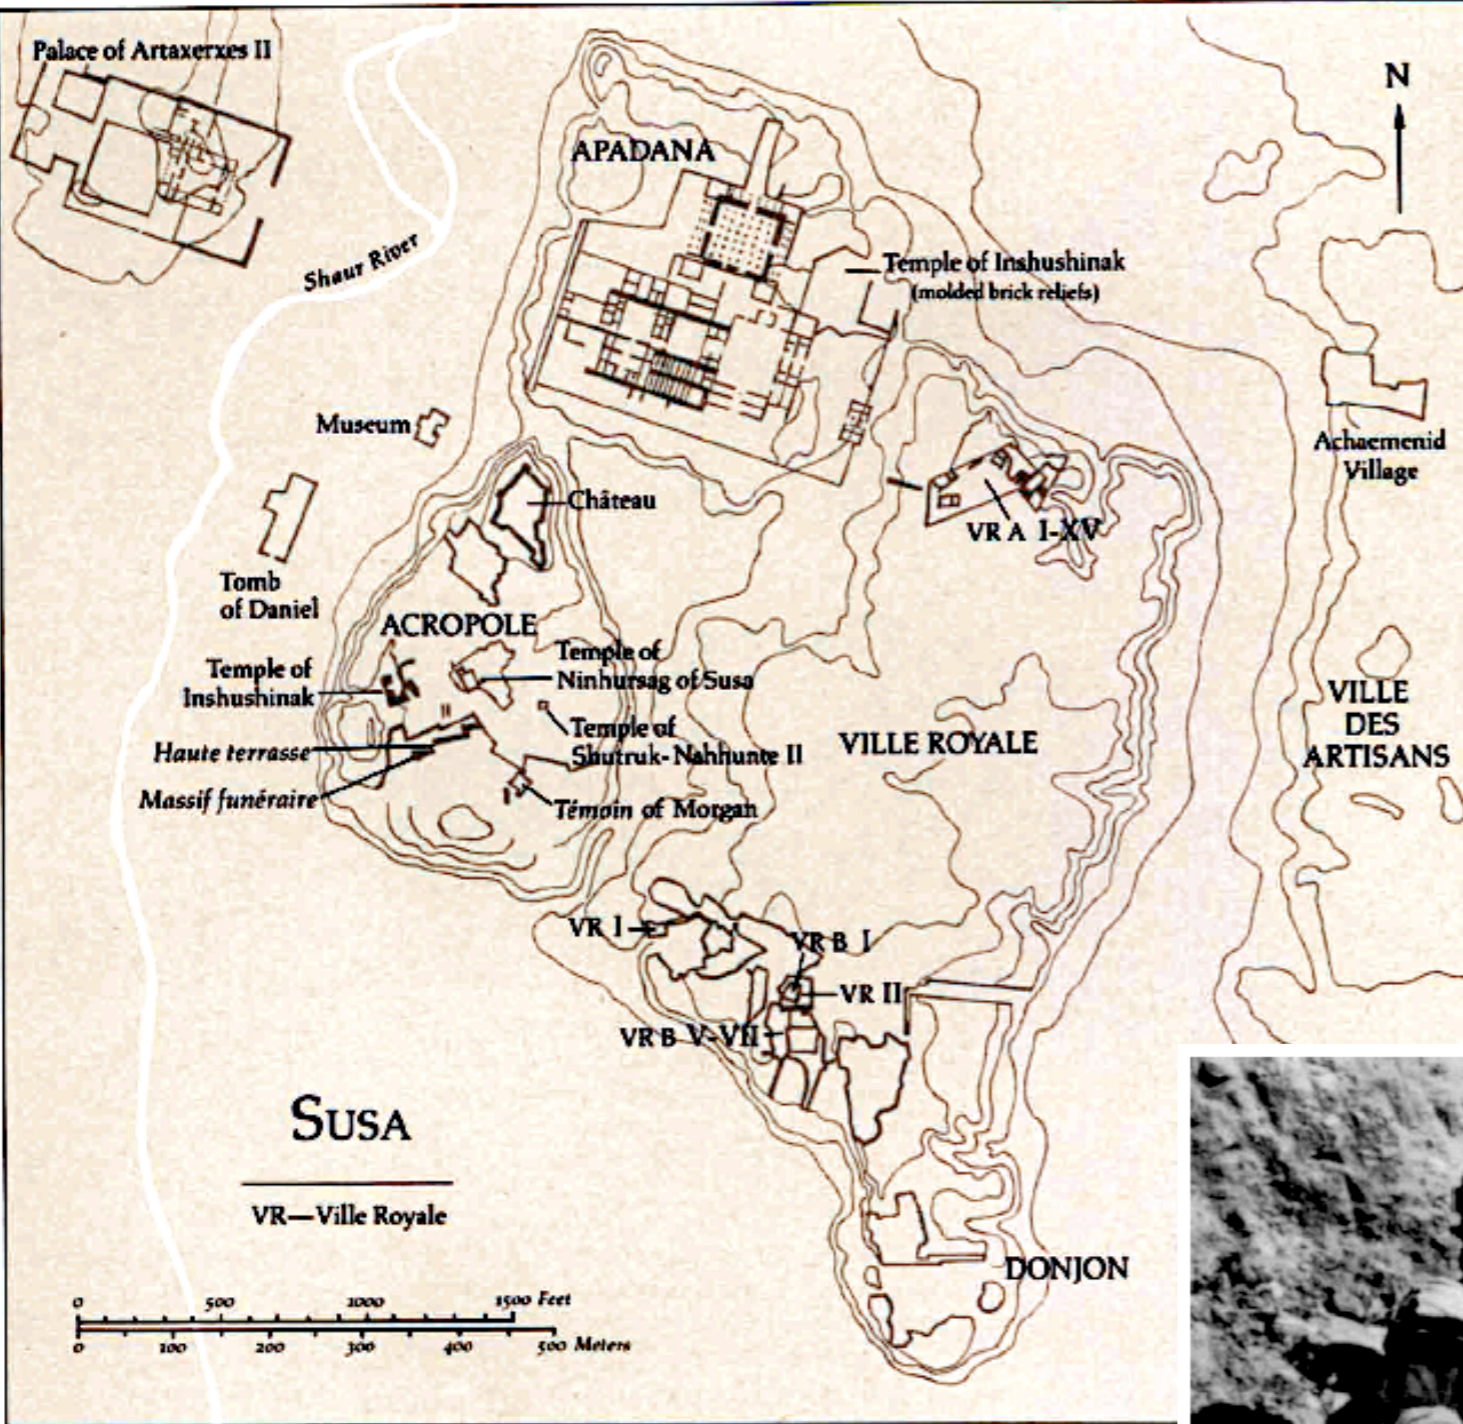 Palace of Artaxerxes II
N
APADANA
Shaur River
Temple of Inshushinak
(molded brick reliefs)
Museum
Achaemenid
Village
Château
VR A I-XV
Tomb
of Daniel
ACROPOLE
Temple of
Ninhursag of Susa
Temple of
Inshushinak
VILLE
DES
ARTISANS
Temple of
Shutruk-Nahhunte II
VILLE ROYALE
Haute terrasse
Massif funéraire
Témoin of Morgan
VR I
VR B I
VR II
VR B V-VII
SUSA
VR—Ville Royale
DONJON
0 500 1000 1500 Feet
0 100 200 300 400 500 Meters